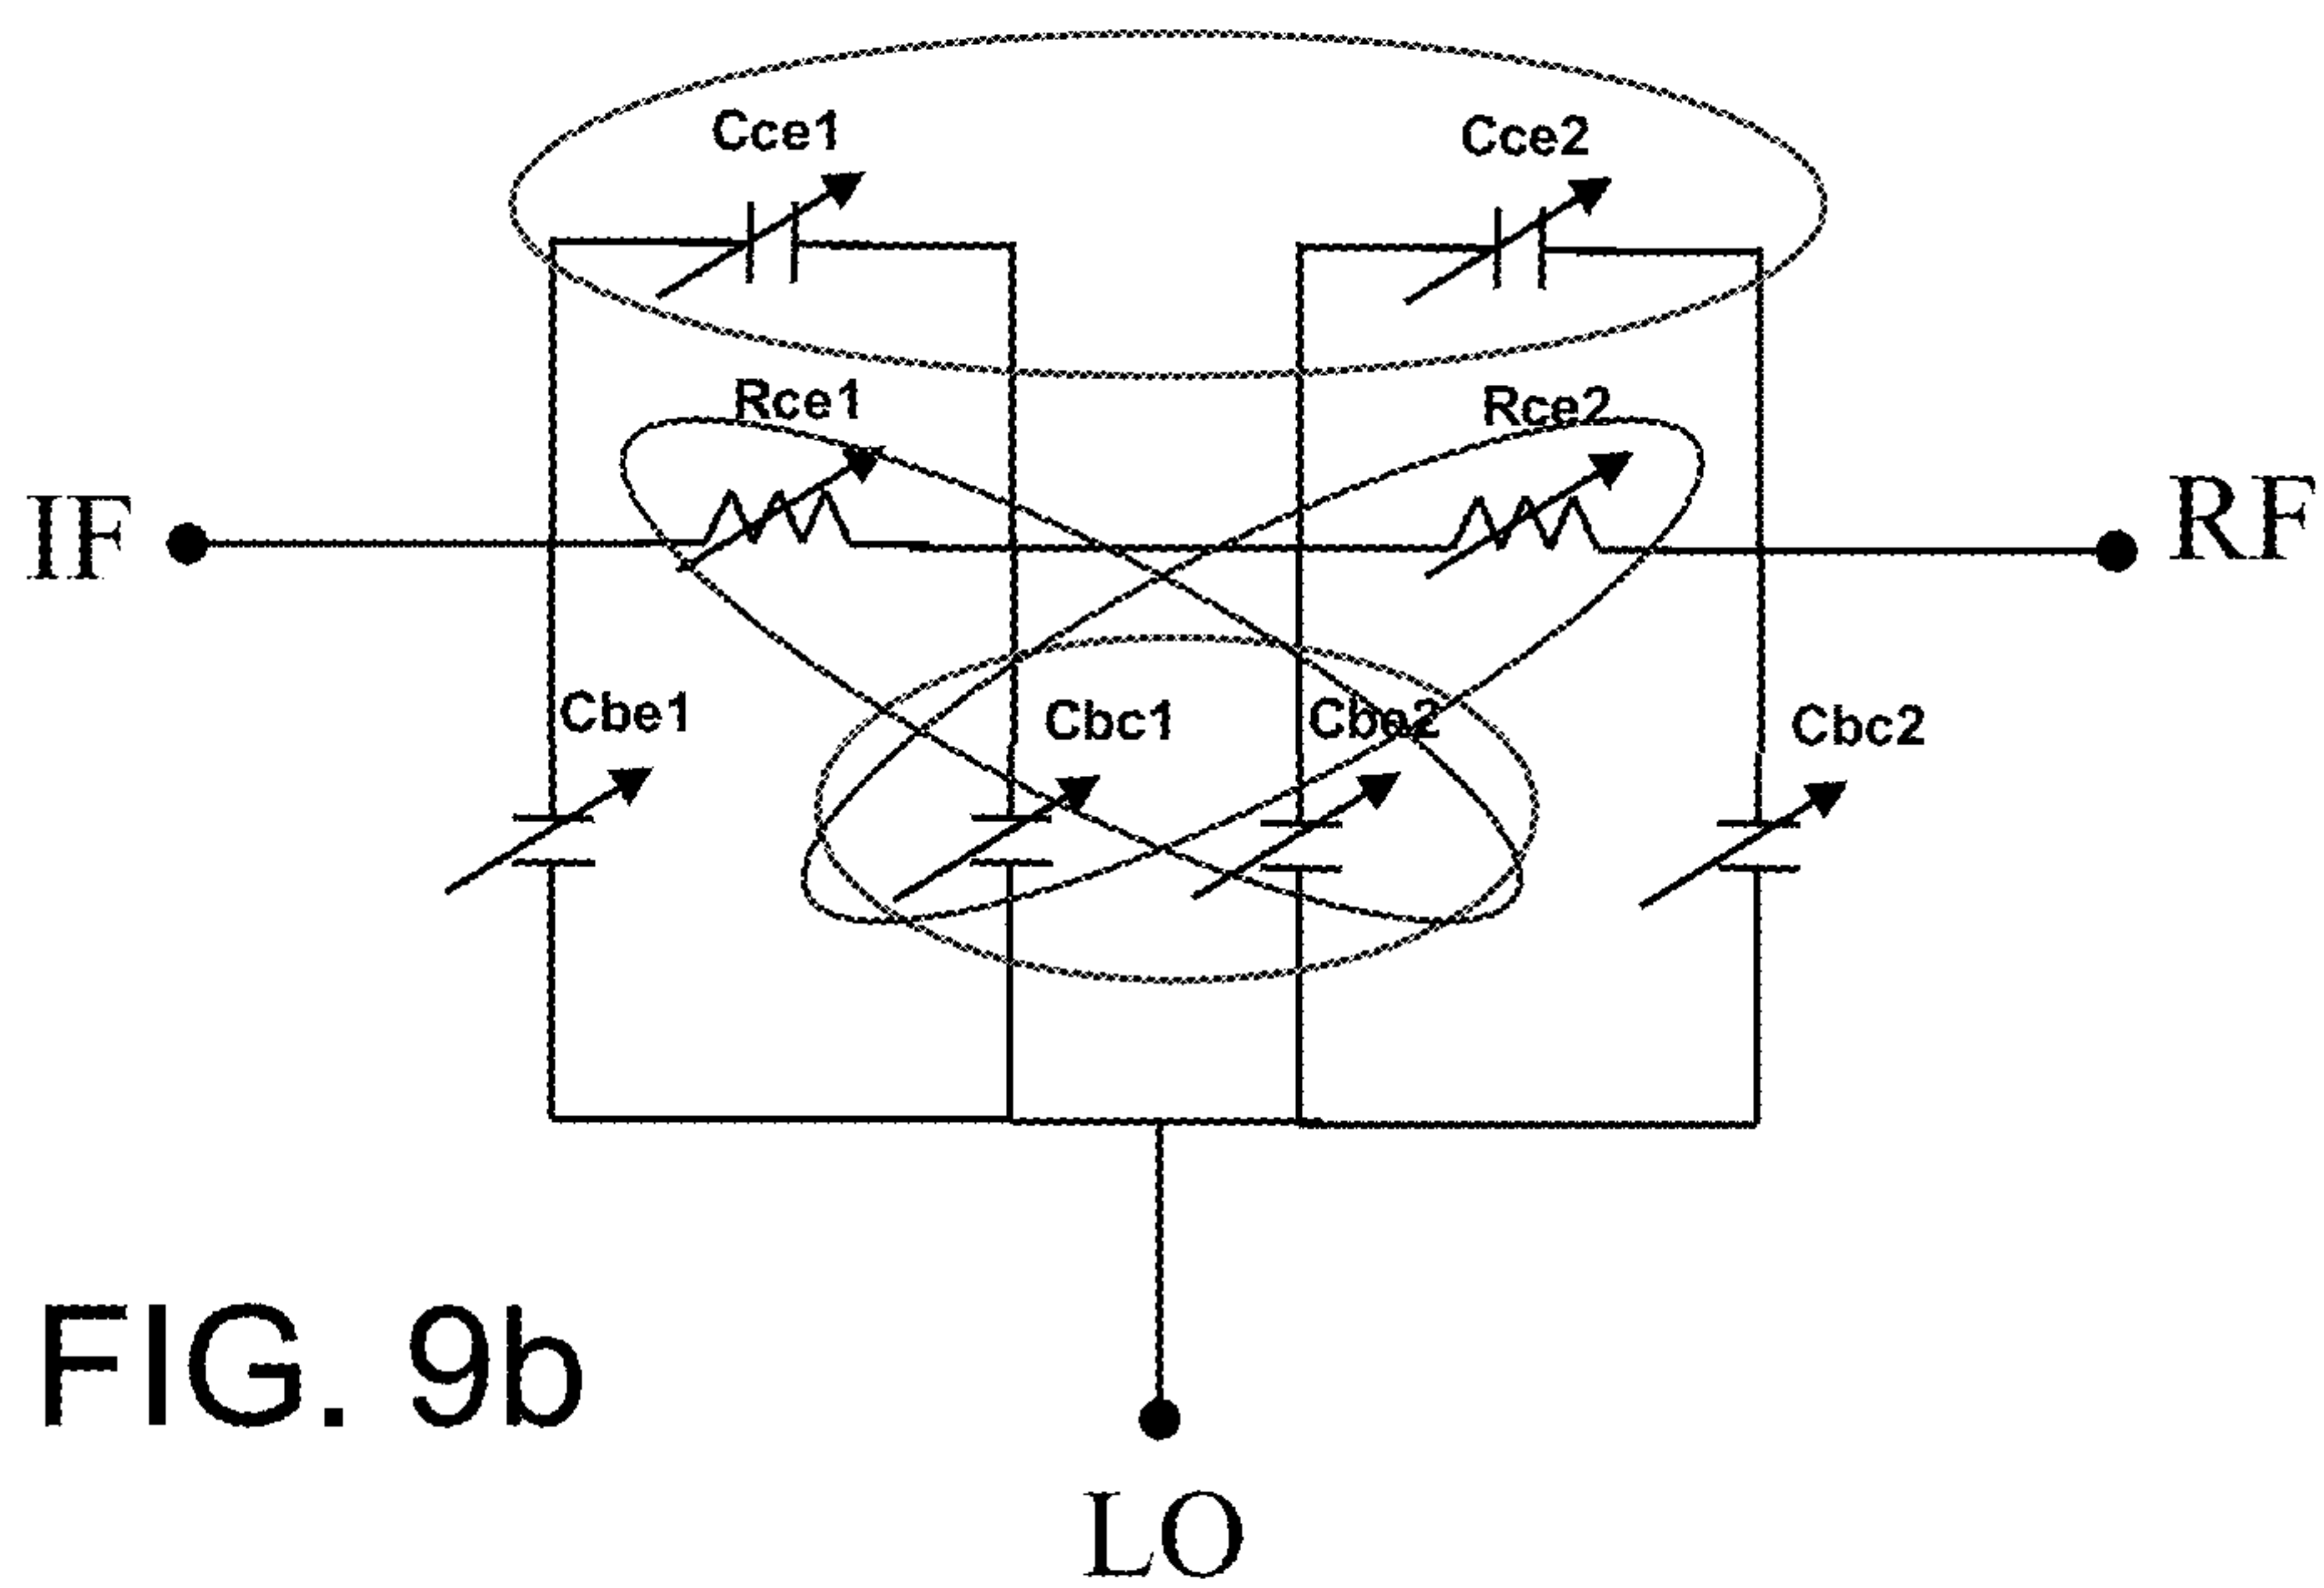 Cce1 Cce2
Rce1 Rce2
IF RF
Cbe1 Cbc1 Cbe2 Cbc2
FIG. 9b
LO